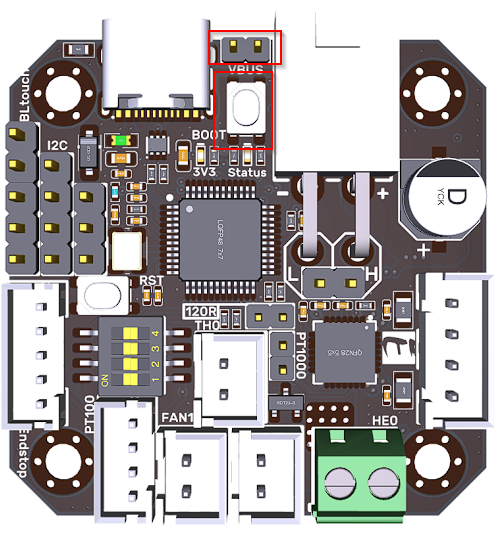 VBUS
BLtouch
I2C
BOOT
3V3
Status
D
YCK
LQFP48 7x7
-
+
+
RST
L
H
120R
TH0
PT1000
QFN28 5x5
E
ON
1
2
3
4
PT100
FAN1
HE0
Endstop